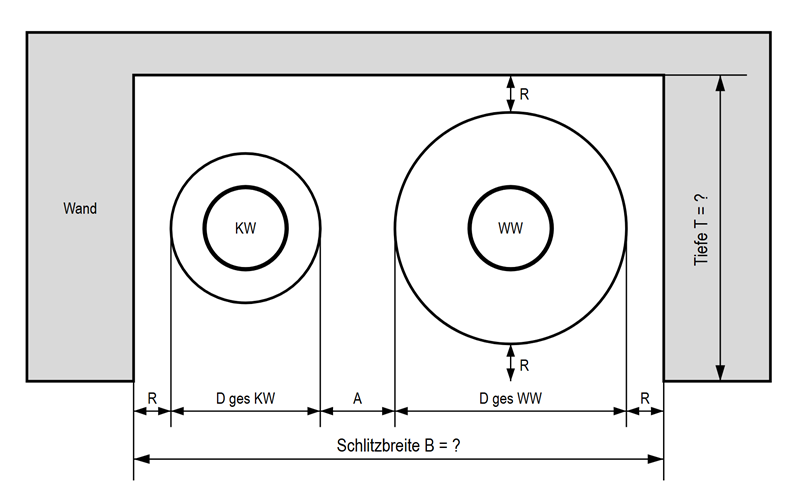 R
Wand
KW
WW
Tiefe T = ?
R
R
D ges KW
A
D ges WW
R
Schlitzbreite B = ?